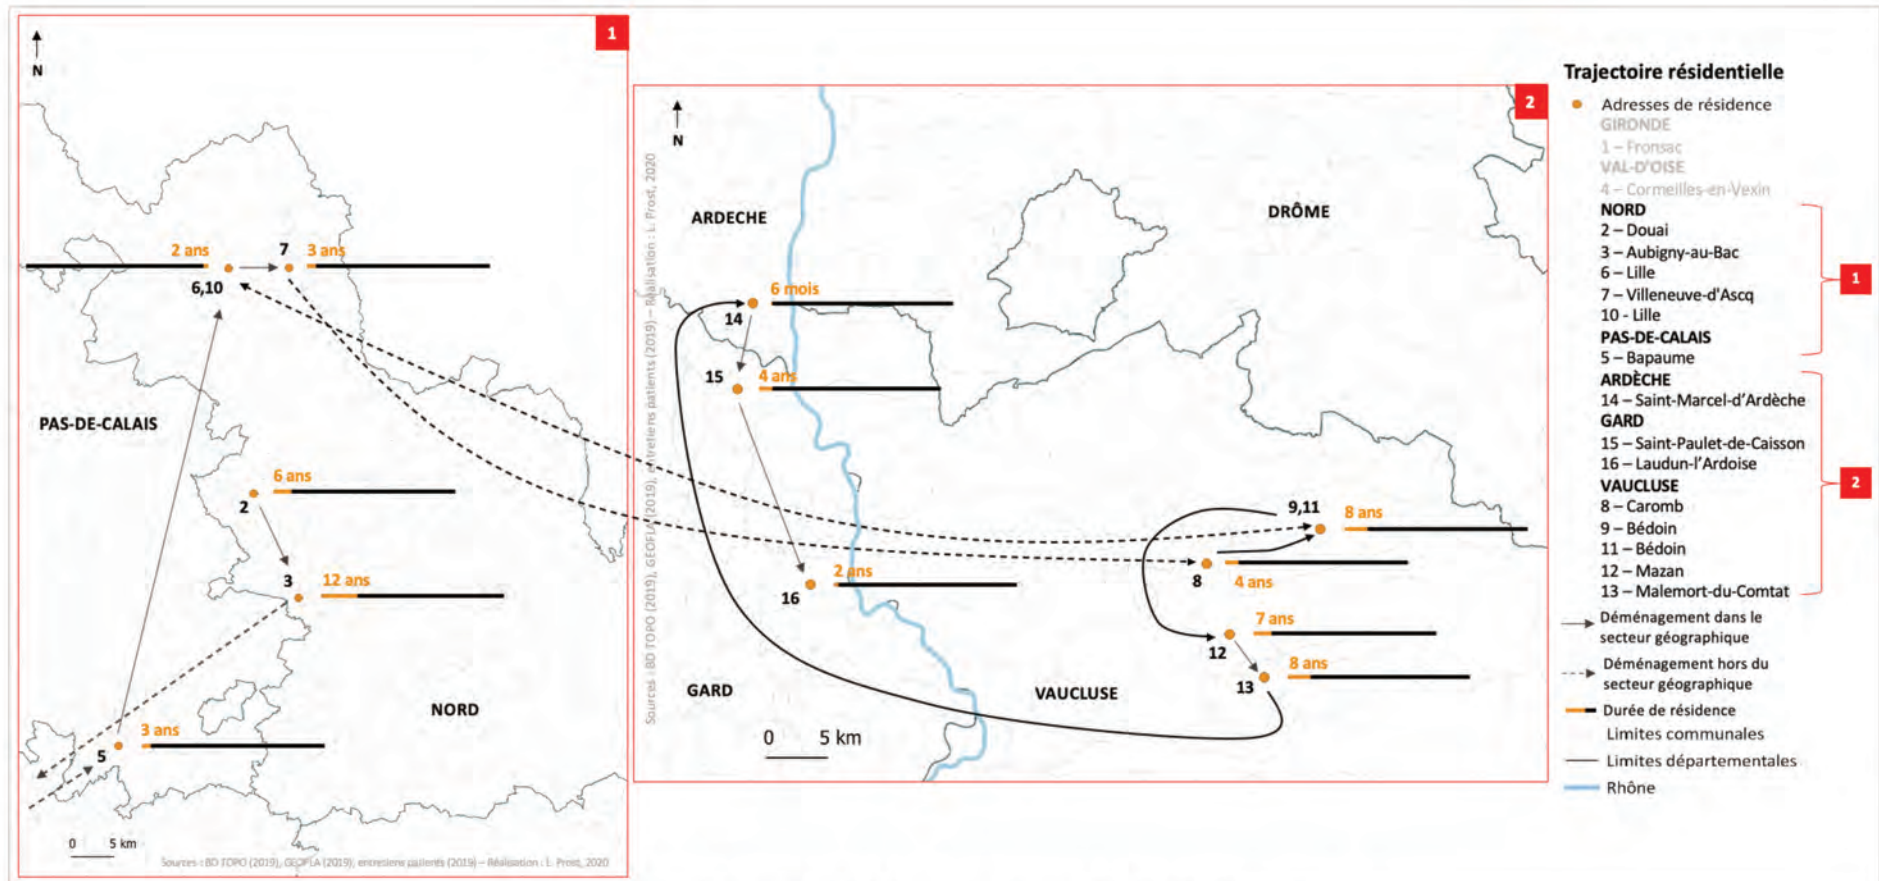 1
N
2 ans
7
3 ans
6,10
PAS-DE-CALAIS
6 ans
2
3
12 ans
NORD
3 ans
5
0 5 km
Sources : BD TOPO (2019), GEOFLA (2019), entretiens patients (2019) – Réalisation : L. Prost, 2020
2
N
Sources : BD TOPO (2019), GEOFLA (2019), entretiens patients (2019) – Réalisation : L. Prost, 2020
ARDECHE
DRÔME
6 mois
14
15
4 ans
9,11
8 ans
8
4 ans
2 ans
16
7 ans
12
8 ans
13
GARD
VAUCLUSE
0 5 km
Trajectoire résidentielle
Adresses de résidence
GIRONDE
1 – Fronsac
VAL-D'OISE
4 – Cormeilles-en-Vexin
NORD
2 – Douai
3 – Aubigny-au-Bac
6 – Lille
7 – Villeneuve-d'Ascq
10 - Lille
PAS-DE-CALAIS
5 – Bapaume
1
ARDÈCHE
14 – Saint-Marcel-d'Ardèche
GARD
15 – Saint-Paulet-de-Caisson
16 – Laudun-l'Ardoise
VAUCLUSE
8 – Caromb
9 – Bédoin
11 – Bédoin
12 – Mazan
13 – Malemort-du-Comtat
2
Déménagement dans le
secteur géographique
Déménagement hors du
secteur géographique
Durée de résidence
Limites communales
Limites départementales
Rhône